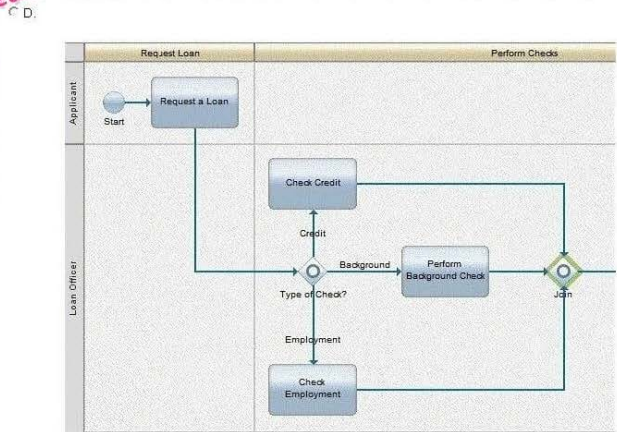 D.
Request Loan
Perform Checks
Applicant
Start
Request a Loan
Loan Officer
Check Credit
Credit
Type of Check?
Background
Perform
Background Check
Join
Employment
Check
Employment